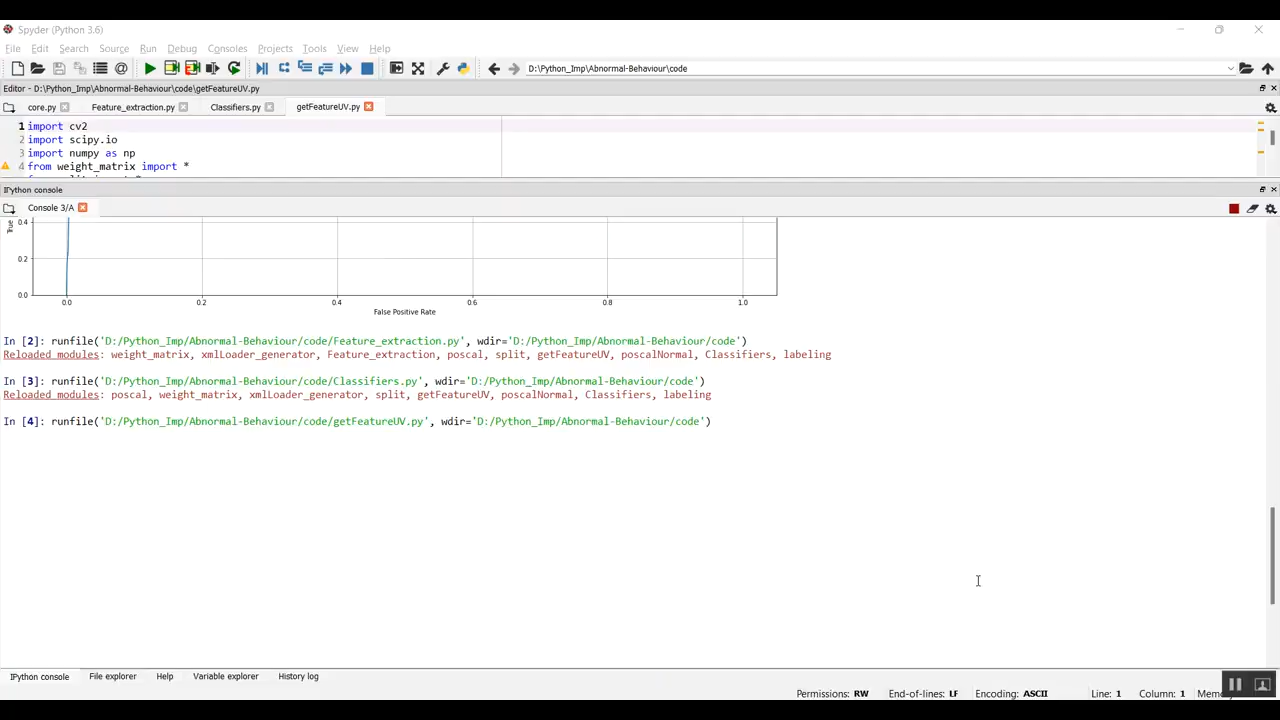 Spyder (Python 3.6)
File Edit Search Source Run Debug Consoles Projects Tools View Help
D:\Python_Imp\Abnormal-Behaviour\code
Editor - D:\Python_Imp\Abnormal-Behaviour\code\getFeatureUV.py
core.py Feature_extraction.py Classifiers.py getFeatureUV.py
1 import cv2
2 import scipy.io
3 import numpy as np
4 from weight_matrix import *
IPython console
Console 3/A
True
0.4
0.2
0.0
0.0 0.2 0.4 0.6 0.8 1.0
False Positive Rate
In [2]: runfile('D:/Python_Imp/Abnormal-Behaviour/code/Feature_extraction.py', wdir='D:/Python_Imp/Abnormal-Behaviour/code')
Reloaded modules: weight_matrix, xmlLoader_generator, Feature_extraction, poscal, split, getFeatureUV, poscalNormal, Classifiers, labeling
In [3]: runfile('D:/Python_Imp/Abnormal-Behaviour/code/Classifiers.py', wdir='D:/Python_Imp/Abnormal-Behaviour/code')
Reloaded modules: poscal, weight_matrix, xmlLoader_generator, split, getFeatureUV, poscalNormal, Classifiers, labeling
In [4]: runfile('D:/Python_Imp/Abnormal-Behaviour/code/getFeatureUV.py', wdir='D:/Python_Imp/Abnormal-Behaviour/code')
IPython console File explorer Help Variable explorer History log
Permissions: RW End-of-lines: LF Encoding: ASCII Line: 1 Column: 1